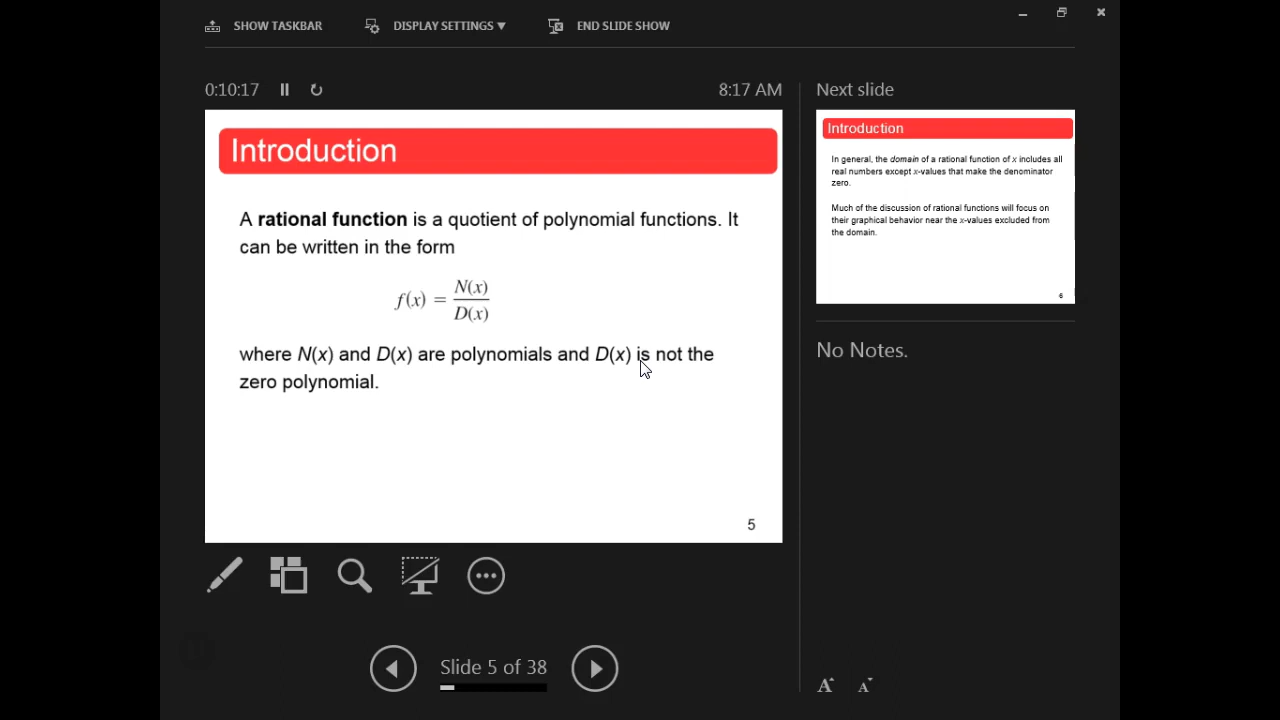 SHOW TASKBAR
DISPLAY SETTINGS ▼
END SLIDE SHOW
0:10:17
8:17 AM
Introduction
A rational function is a quotient of polynomial functions. It
can be written in the form
f(x) = N(x)/D(x)
where N(x) and D(x) are polynomials and D(x) is not the
zero polynomial.
5
Slide 5 of 38
Next slide
Introduction
In general, the domain of a rational function of x includes all
real numbers except x-values that make the denominator
zero.
Much of the discussion of rational functions will focus on
their graphical behavior near the x-values excluded from
the domain.
6
No Notes.
A A